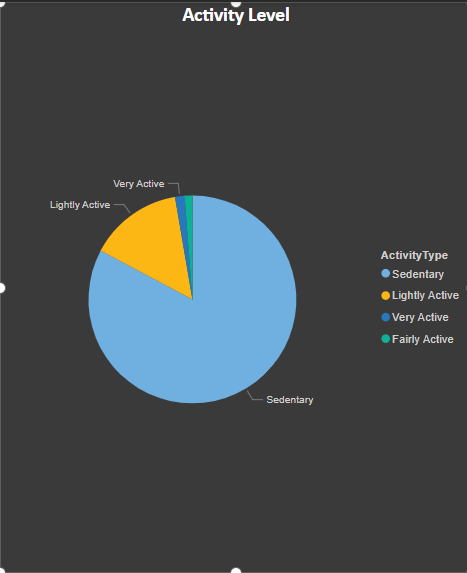 Activity Level
Very Active
Lightly Active
Sedentary
ActivityType
Sedentary
Lightly Active
Very Active
Fairly Active